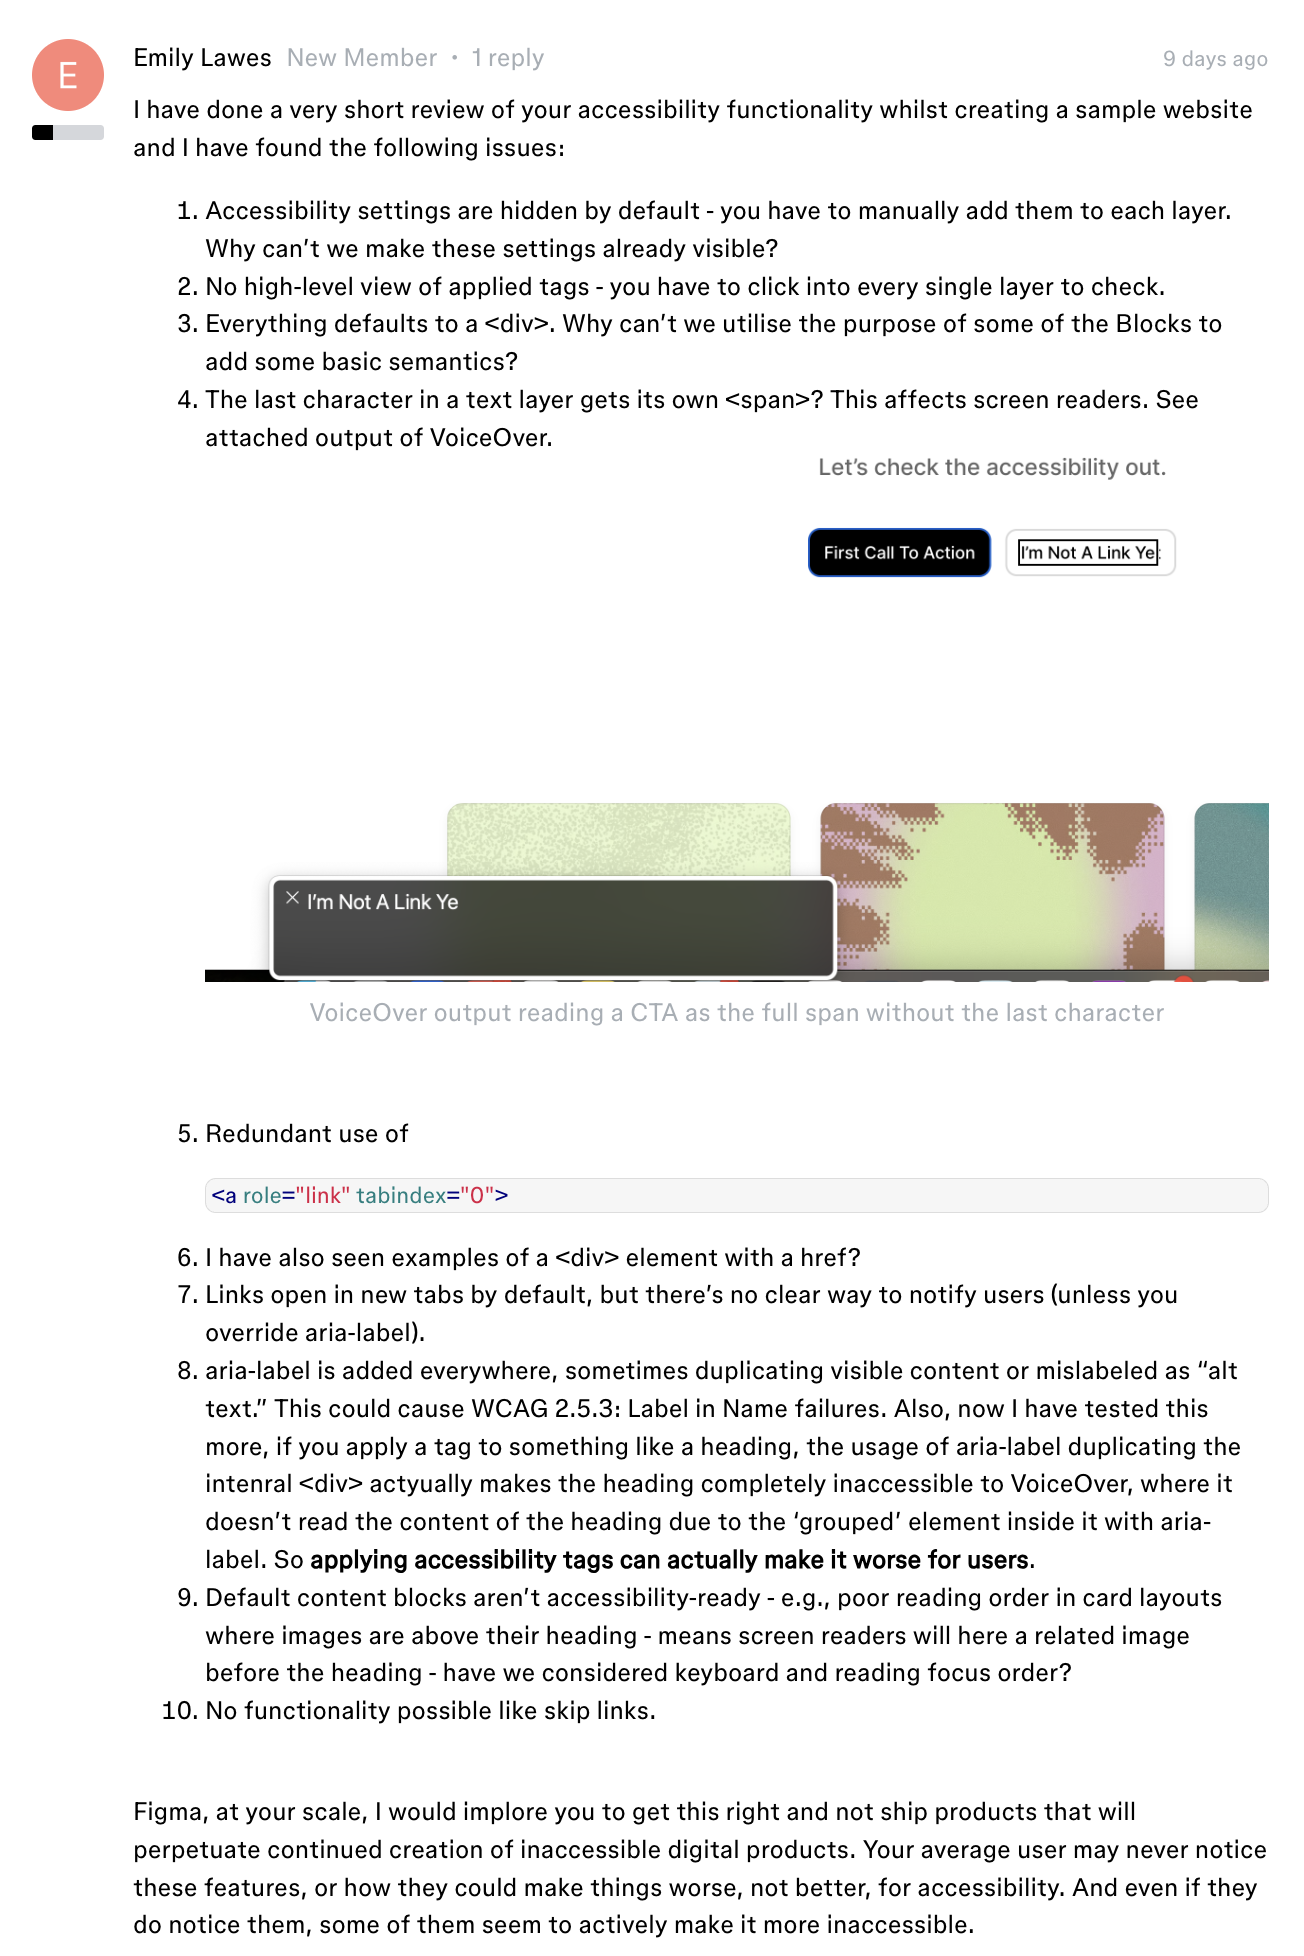 E
Emily Lawes New Member • 1 reply
9 days ago
I have done a very short review of your accessibility functionality whilst creating a sample website
and I have found the following issues:
1. Accessibility settings are hidden by default - you have to manually add them to each layer.
Why can’t we make these settings already visible?
2. No high-level view of applied tags - you have to click into every single layer to check.
3. Everything defaults to a <div>. Why can’t we utilise the purpose of some of the Blocks to
add some basic semantics?
4. The last character in a text layer gets its own <span>? This affects screen readers. See
attached output of VoiceOver.
Let’s check the accessibility out.
First Call To Action
I’m Not A Link Ye
I’m Not A Link Ye
VoiceOver output reading a CTA as the full span without the last character
5. Redundant use of
<a role="link" tabindex="0">
6. I have also seen examples of a <div> element with a href?
7. Links open in new tabs by default, but there’s no clear way to notify users (unless you
override aria-label).
8. aria-label is added everywhere, sometimes duplicating visible content or mislabeled as “alt
text.” This could cause WCAG 2.5.3: Label in Name failures. Also, now I have tested this
more, if you apply a tag to something like a heading, the usage of aria-label duplicating the
intenral <div> actyually makes the heading completely inaccessible to VoiceOver, where it
doesn’t read the content of the heading due to the ‘grouped’ element inside it with aria-
label. So applying accessibility tags can actually make it worse for users.
9. Default content blocks aren’t accessibility-ready - e.g., poor reading order in card layouts
where images are above their heading - means screen readers will here a related image
before the heading - have we considered keyboard and reading focus order?
10. No functionality possible like skip links.
Figma, at your scale, I would implore you to get this right and not ship products that will
perpetuate continued creation of inaccessible digital products. Your average user may never notice
these features, or how they could make things worse, not better, for accessibility. And even if they
do notice them, some of them seem to actively make it more inaccessible.